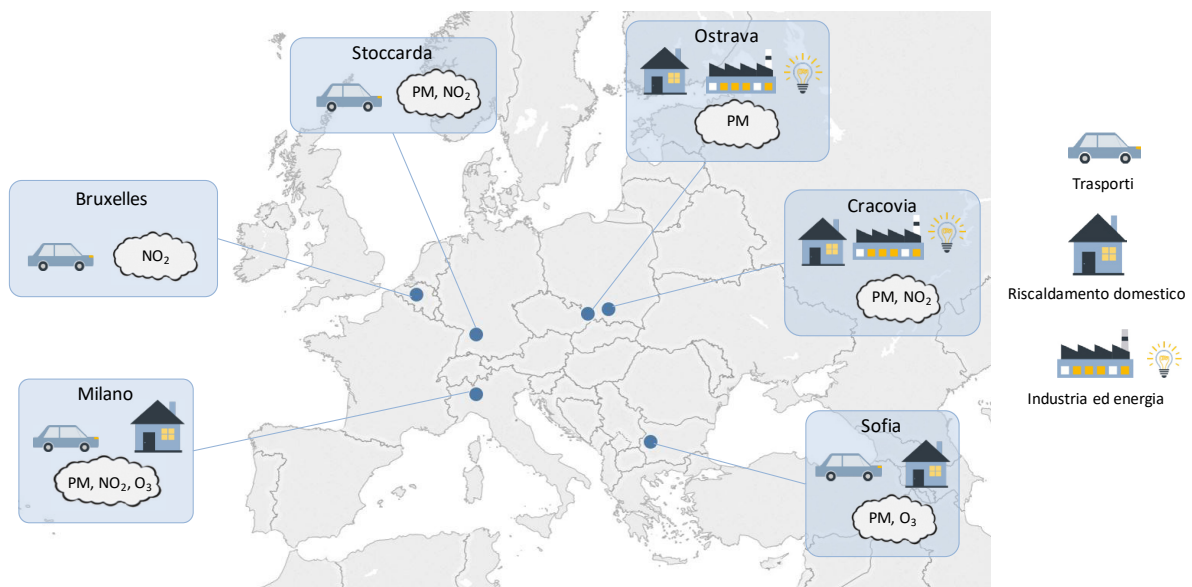 Stoccarda
PM, NO₂
Ostrava
PM
Bruxelles
NO₂
Cracovia
PM, NO₂
Milano
PM, NO₂, O₃
Sofia
PM, O₃
Trasporti
Riscaldamento domestico
Industria ed energia